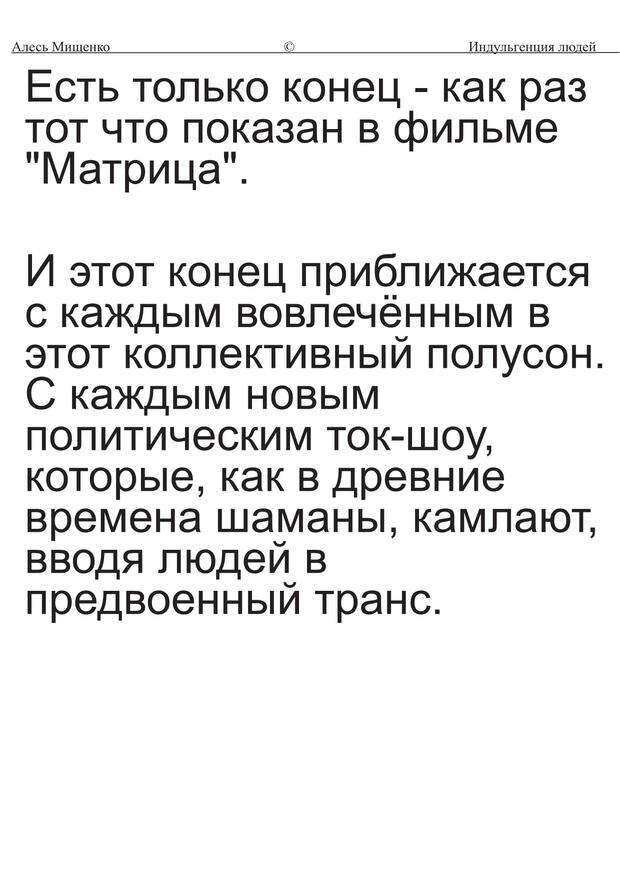 Алесь Мищенко © Индульгенция людей
Есть только конец - как раз
тот что показан в фильме
"Матрица".
И этот конец приближается
с каждым вовлечённым в
этот коллективный полусон.
С каждым новым
политическим ток-шоу,
которые, как в древние
времена шаманы, камлают,
вводя людей в
предвоенный транс.